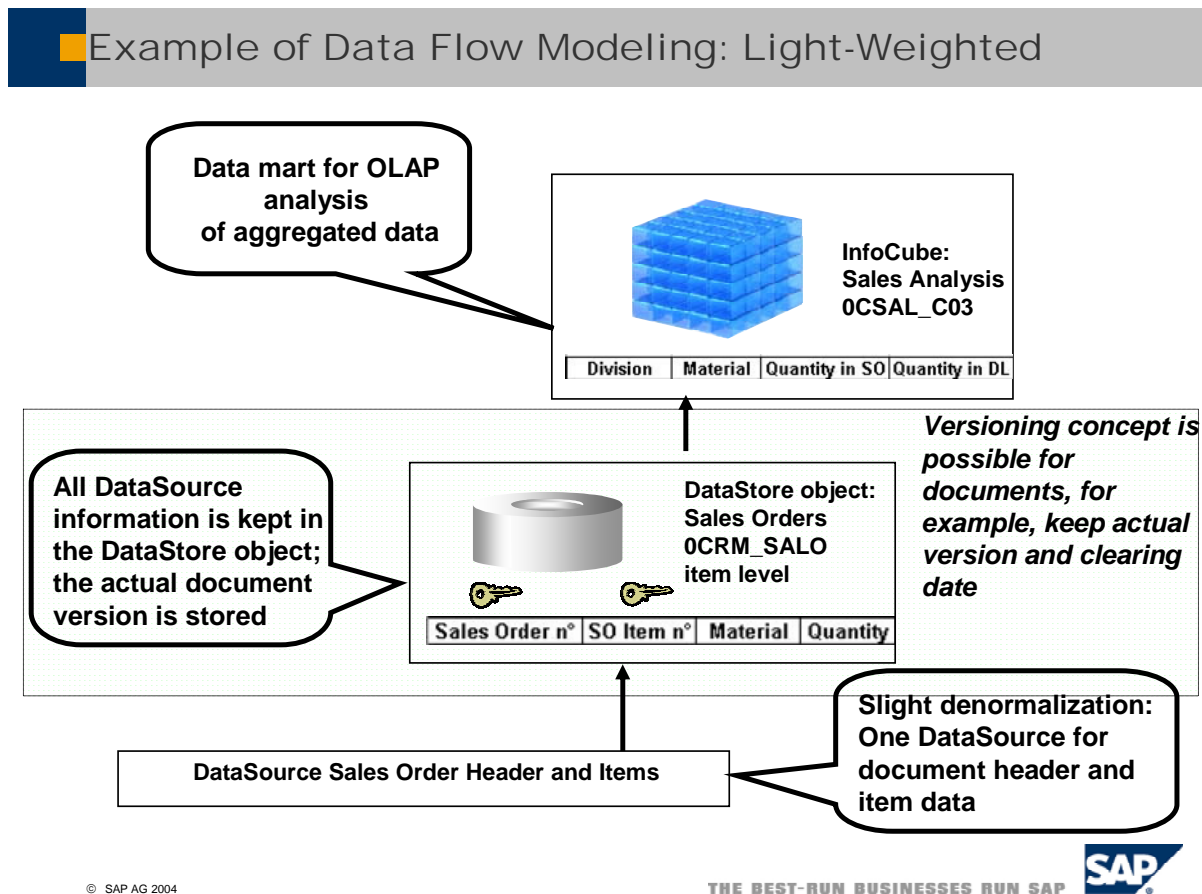 Example of Data Flow Modeling: Light-Weighted
Data mart for OLAP
analysis
of aggregated data
InfoCube:
Sales Analysis
0CSAL_C03
Division Material Quantity in SO Quantity in DL
Versioning concept is
possible for
documents, for
example, keep actual
version and clearing
date
All DataSource
information is kept in
the DataStore object;
the actual document
version is stored
DataStore object:
Sales Orders
0CRM_SALO
item level
Sales Order n° SO Item n° Material Quantity
Slight denormalization:
One DataSource for
document header and
item data
DataSource Sales Order Header and Items
© SAP AG 2004
THE BEST-RUN BUSINESSES RUN SAP
SAP